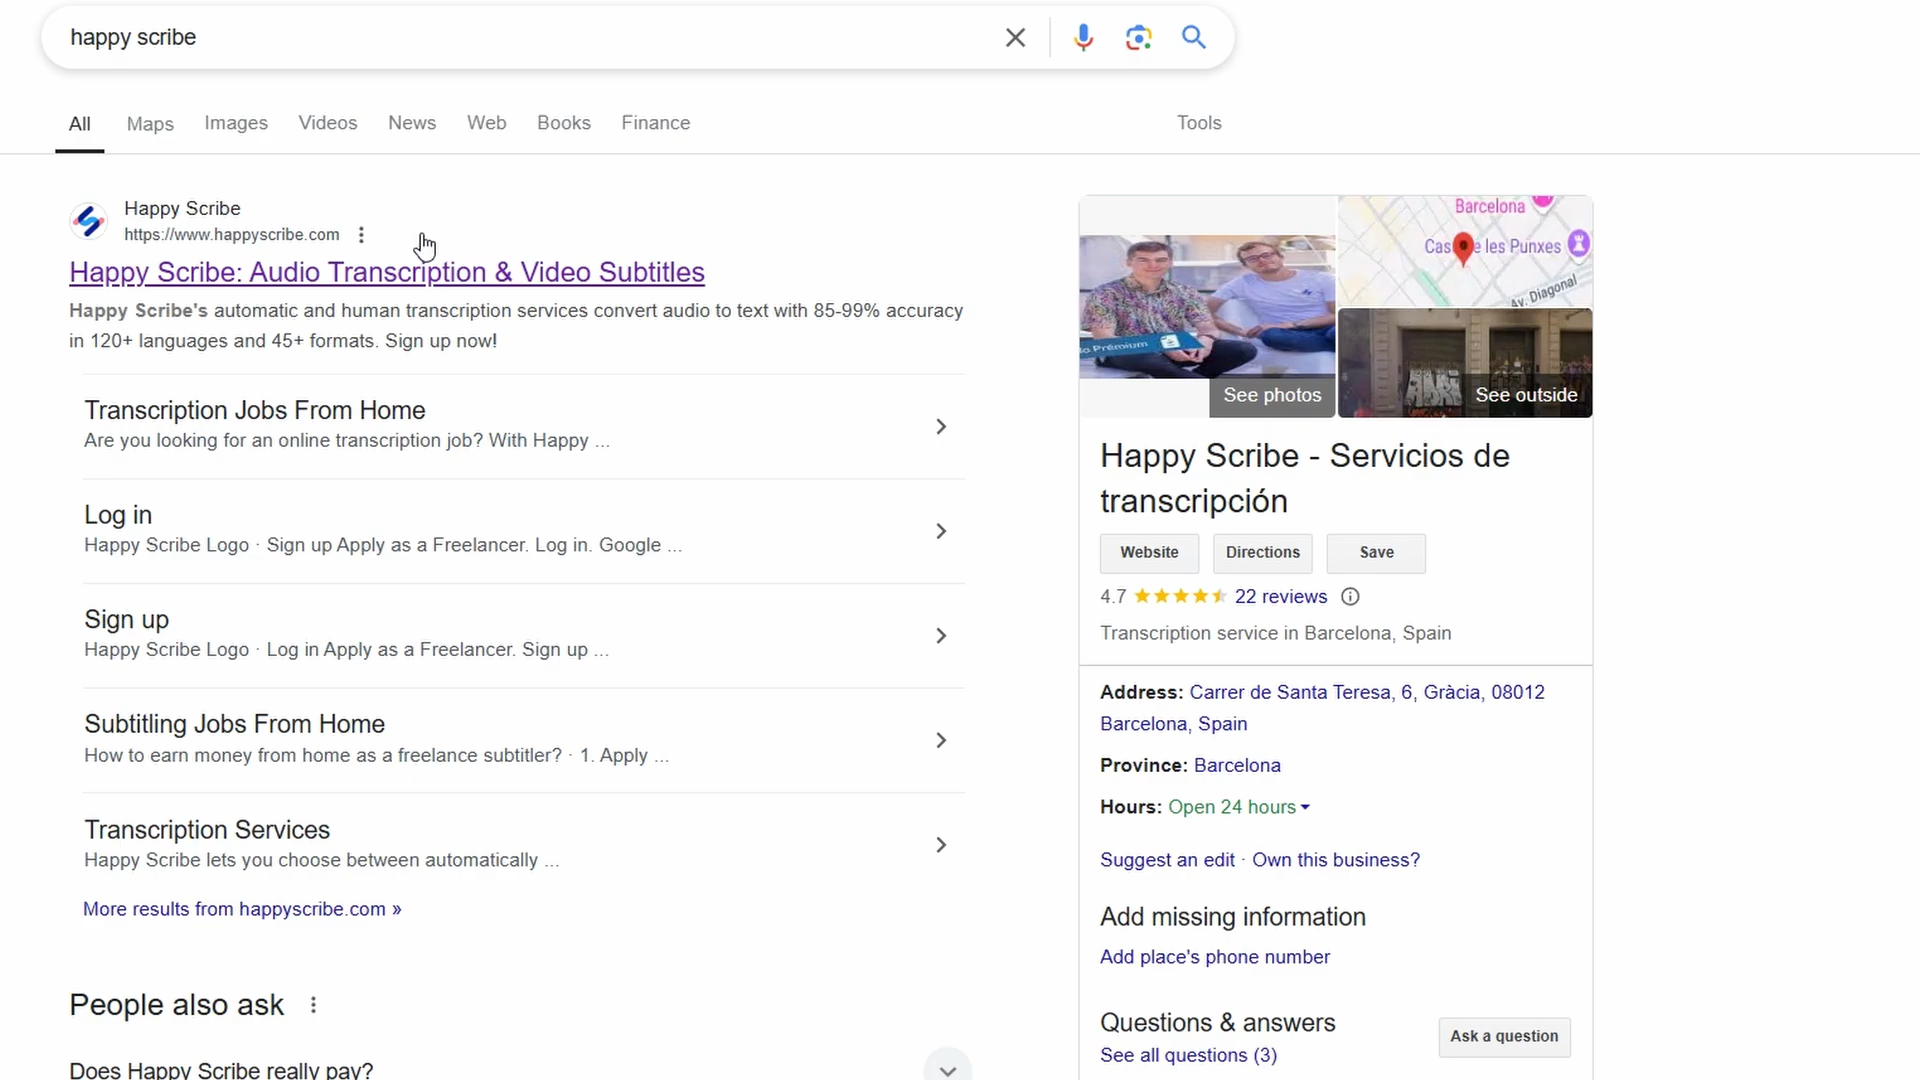 happy scribe
All
Maps
Images
Videos
News
Web
Books
Finance
Tools
Happy Scribe
https://www.happyscribe.com
Happy Scribe: Audio Transcription & Video Subtitles
Happy Scribe's automatic and human transcription services convert audio to text with 85-99% accuracy
in 120+ languages and 45+ formats. Sign up now!
Transcription Jobs From Home
Are you looking for an online transcription job? With Happy ...
Log in
Happy Scribe Logo · Sign up Apply as a Freelancer. Log in. Google ...
Sign up
Happy Scribe Logo · Log in Apply as a Freelancer. Sign up ...
Subtitling Jobs From Home
How to earn money from home as a freelance subtitler? · 1. Apply ...
Transcription Services
Happy Scribe lets you choose between automatically ...
More results from happyscribe.com »
People also ask
Does Happy Scribe really pay?
Prémium
See photos
Barcelona
Cas e les Punxes
Av. Diagonal
See outside
Happy Scribe - Servicios de
transcripción
Website
Directions
Save
4.7
22 reviews
Transcription service in Barcelona, Spain
Address: Carrer de Santa Teresa, 6, Gràcia, 08012
Barcelona, Spain
Province: Barcelona
Hours: Open 24 hours
Suggest an edit · Own this business?
Add missing information
Add place's phone number
Questions & answers
See all questions (3)
Ask a question